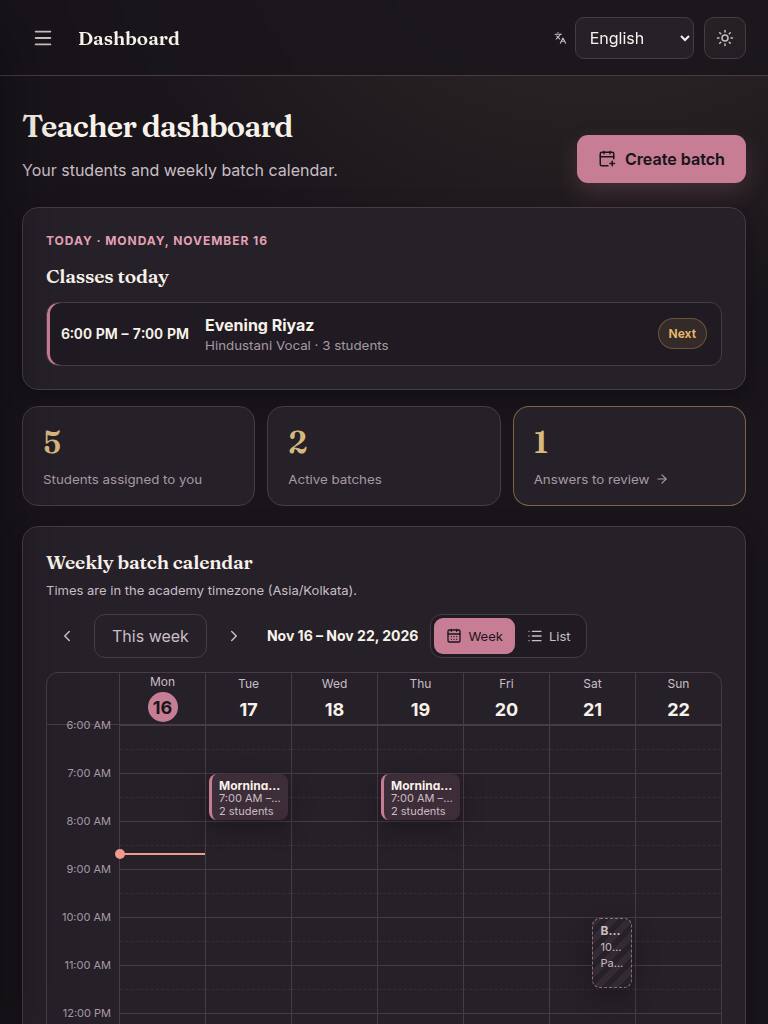 Dashboard
English
Teacher dashboard
Your students and weekly batch calendar.
Create batch
TODAY · MONDAY, NOVEMBER 16
Classes today
6:00 PM – 7:00 PM
Evening Riyaz
Hindustani Vocal · 3 students
Next
5
Students assigned to you
2
Active batches
1
Answers to review →
Weekly batch calendar
Times are in the academy timezone (Asia/Kolkata).
This week
Nov 16 – Nov 22, 2026
Week
List
Mon Tue Wed Thu Fri Sat Sun
16 17 18 19 20 21 22
6:00 AM
7:00 AM
Morning...
7:00 AM –...
2 students
Morning...
7:00 AM –...
2 students
8:00 AM
9:00 AM
10:00 AM
B...
10...
Pa...
11:00 AM
12:00 PM